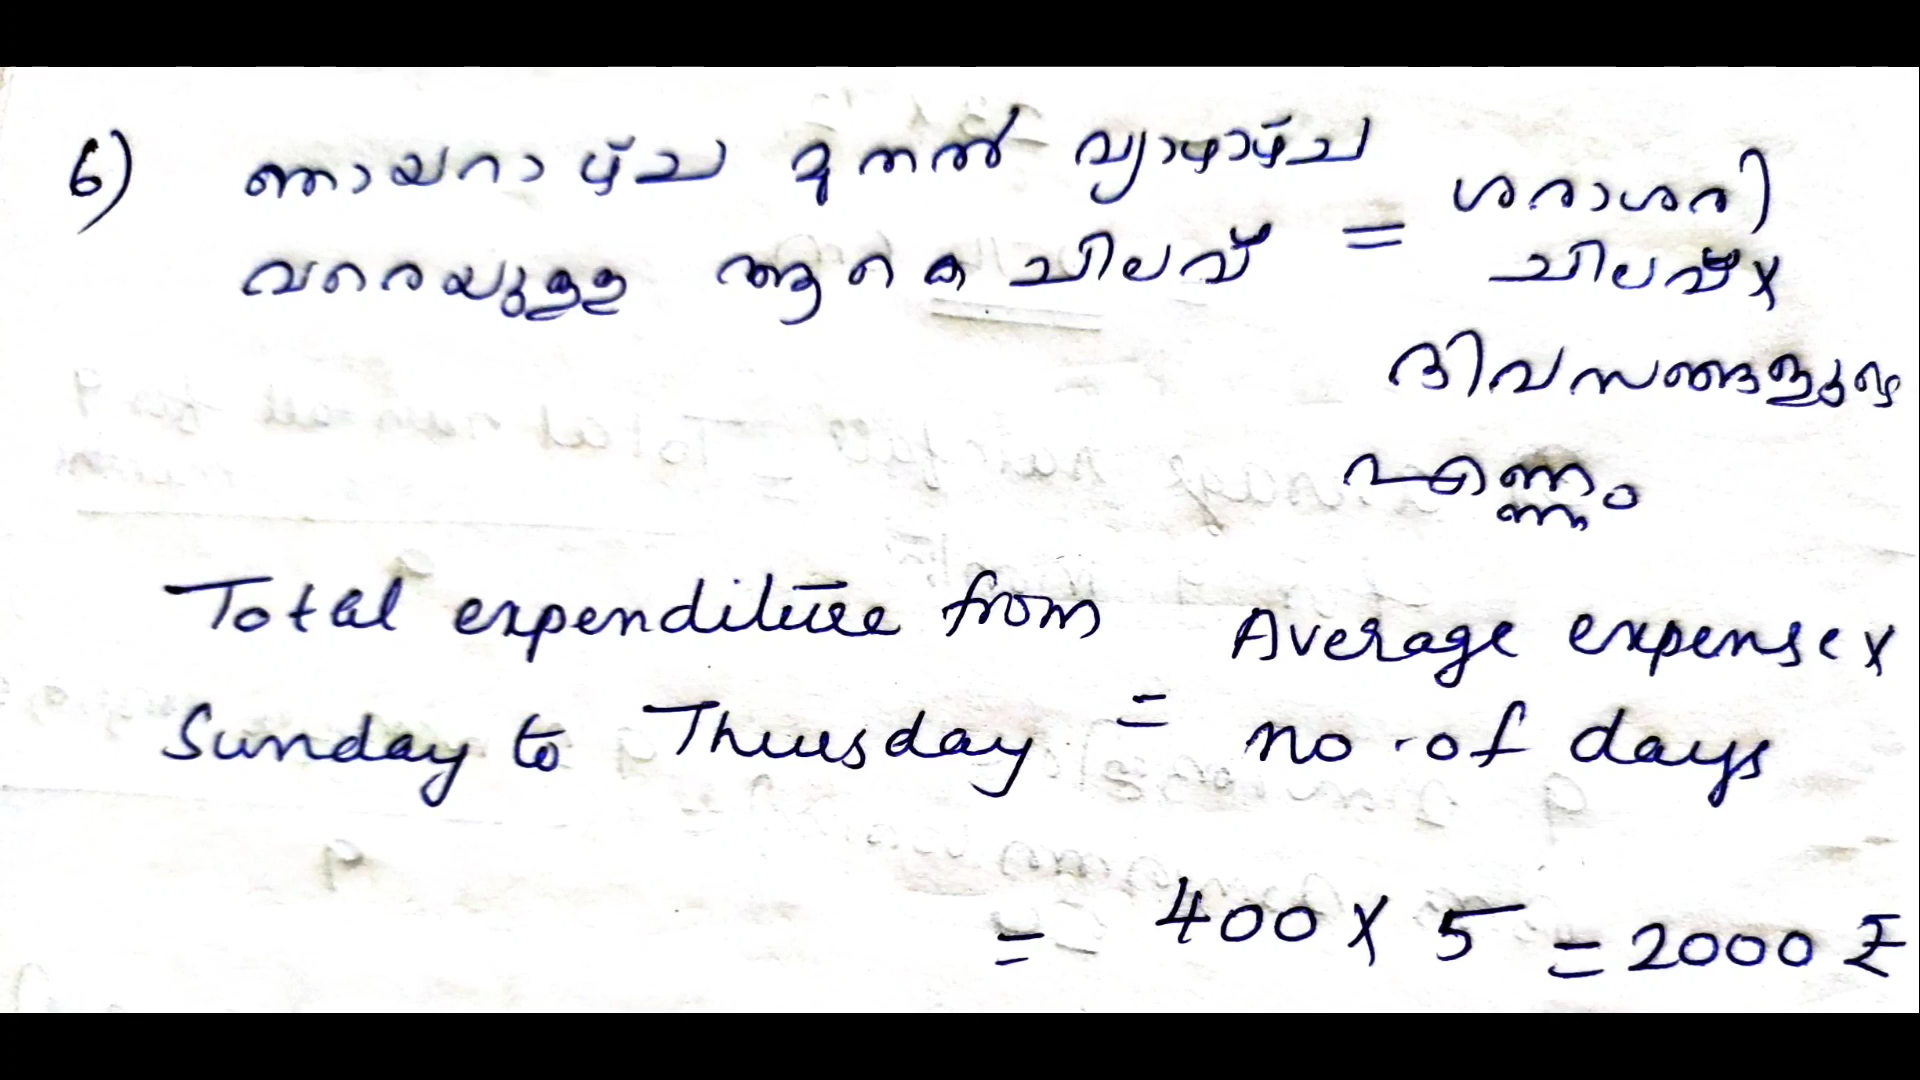 6) ഞായറാഴ്ച മുതൽ വ്യാഴാഴ്ച = ശരാശരി
വരെയുള്ള ആകെ ചിലവ് ചിലവ് x
ദിവസങ്ങളുടെ
എണ്ണം
Total expenditure from Average expense x
Sunday to Thursday = no. of days
= 400 x 5 = 2000 ₹